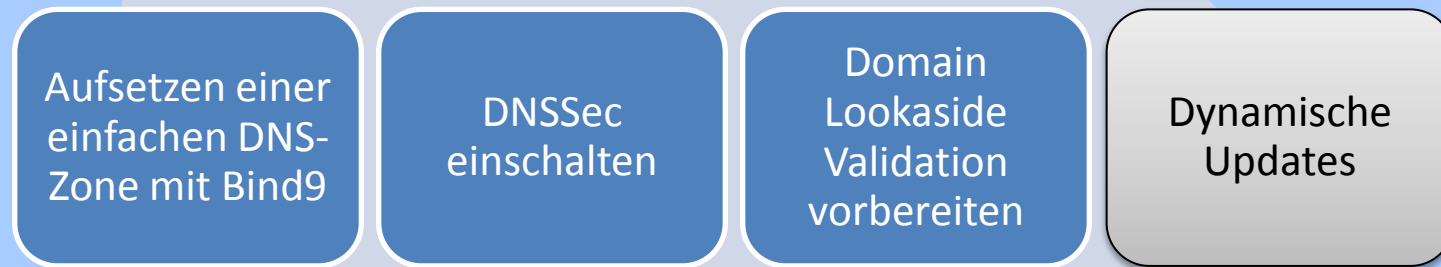 Aufsetzen einer
einfachen DNS-
Zone mit Bind9
DNSSec
einschalten
Domain
Lookaside
Validation
vorbereiten
Dynamische
Updates